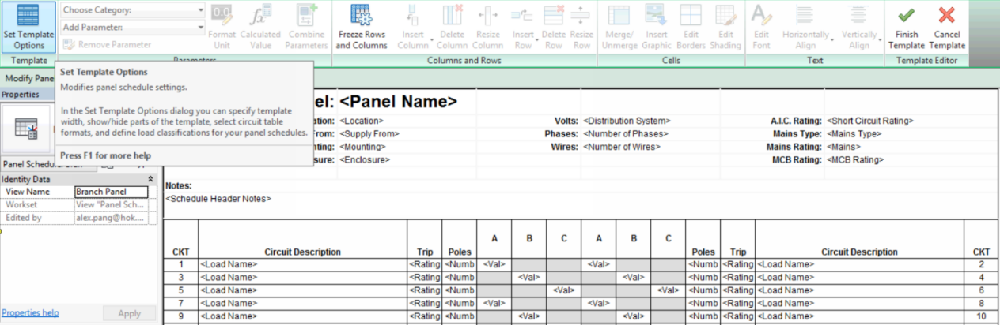 Set Template Options
Choose Category:
Add Parameter:
Remove Parameter
0.0
Format Unit
fx
Calculated Value
Combine Parameters
Freeze Rows and Columns
Insert Column
Delete Column
Resize Column
Insert Row
Delete Row
Resize Row
Merge/ Unmerge
Insert Graphic
Edit Borders
Edit Shading
A
Edit Font
Horizontally Align
Vertically Align
Finish Template
Cancel Template
Template
Parameters
Columns and Rows
Cells
Text
Template Editor
Modify Pane
Set Template Options
Modifies panel schedule settings.
In the Set Template Options dialog you can specify template
width, show/hide parts of the template, select circuit table
formats, and define load classifications for your panel schedules.
Press F1 for more help
Properties
Identity Data
View Name Branch Panel
Workset View "Panel Sch...
Edited by alex.pang@hok....
Properties help
Apply
el: <Panel Name>
ation: <Location> Volts: <Distribution System> A.I.C. Rating: <Short Circuit Rating>
From: <Supply From> Phases: <Number of Phases> Mains Type: <Mains Type>
nting: <Mounting> Wires: <Number of Wires> Mains Rating: <Mains>
sure: <Enclosure> MCB Rating: <MCB Rating>
Notes:
<Schedule Header Notes>
A B C A B C
CKT Circuit Description Trip Poles Poles Trip Circuit Description CKT
1 <Load Name> <Rating <Numb <Val> <Val> <Numb <Rating <Load Name> 2
3 <Load Name> <Rating <Numb <Val> <Val> <Numb <Rating <Load Name> 4
5 <Load Name> <Rating <Numb <Val> <Val> <Numb <Rating <Load Name> 6
7 <Load Name> <Rating <Numb <Val> <Val> <Numb <Rating <Load Name> 8
9 <Load Name> <Rating <Numb <Val> <Val> <Numb <Rating <Load Name> 10